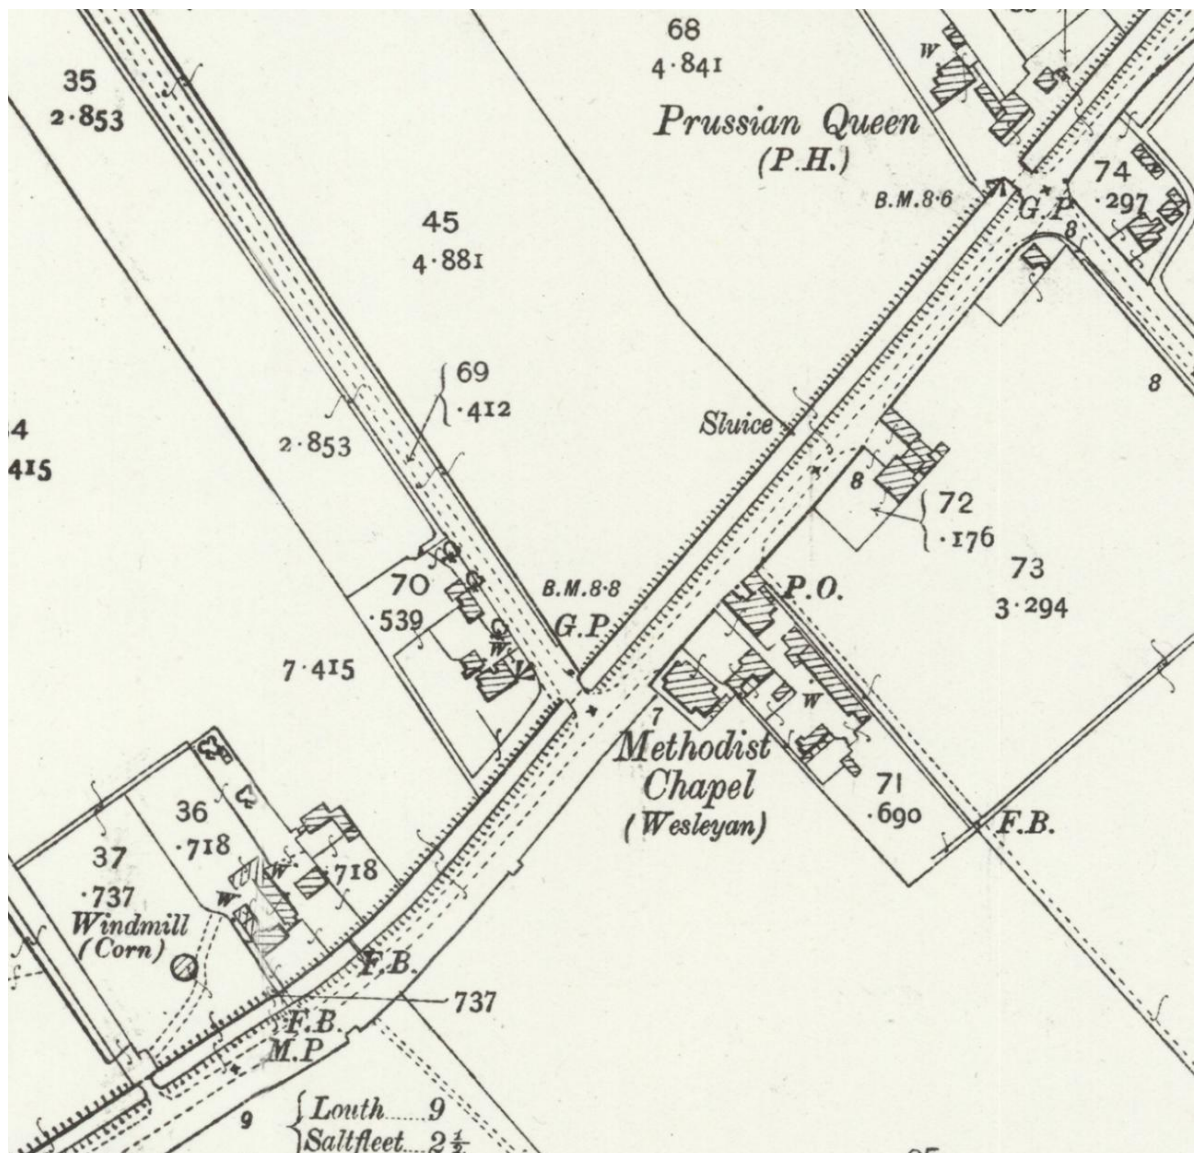 68
4·841
35
2·853
Prussian Queen
(P.H.)
W
74
·297
B.M.8·6
G.P.
8
45
4·881
8
69
·412
Sluice
2·853
4
415
8
72
·176
73
3·294
70
·539
B.M.8·8
G.P.
P.O.
W
7·415
W
7
Methodist
Chapel
(Wesleyan)
71
·690
F.B.
36
·718
37
·737
W
·718
W
Windmill
(Corn)
F.B.
737
F.B.
M.P
9
Louth......9
Saltfleet....2½